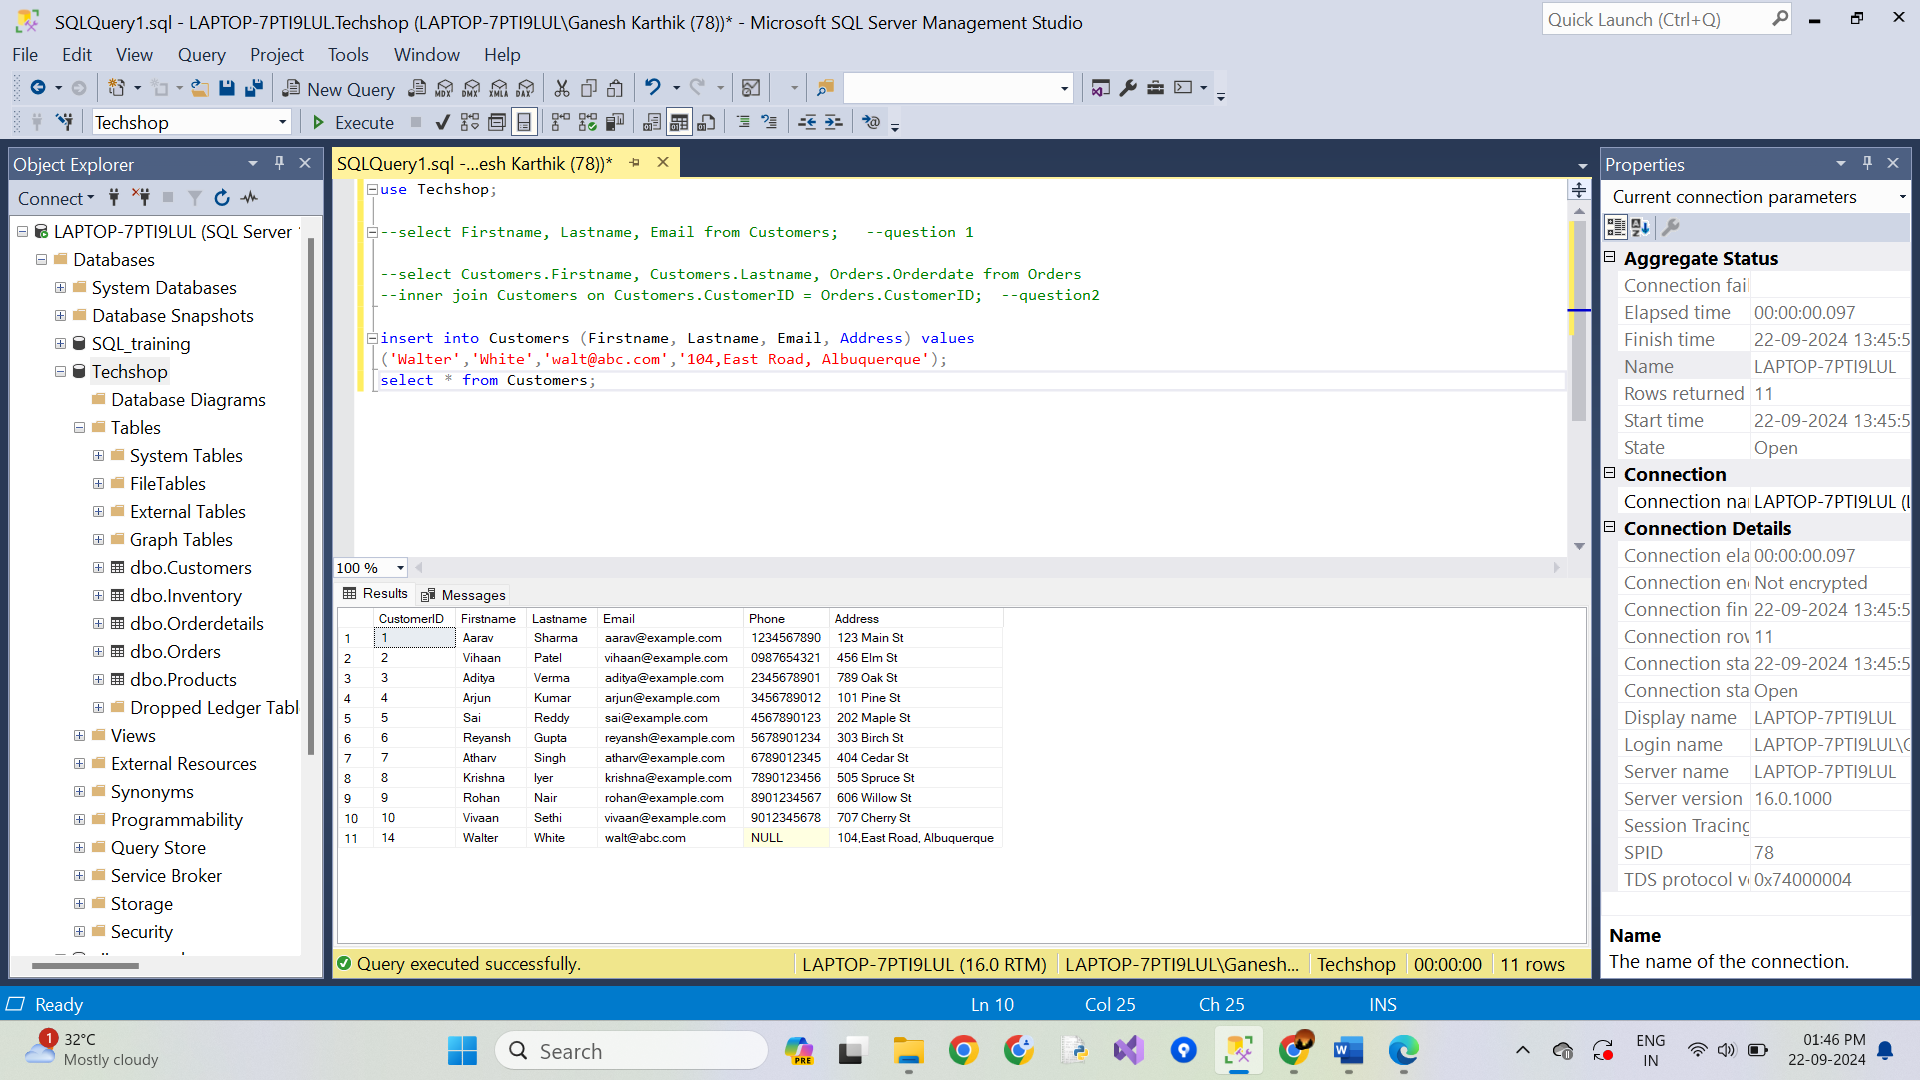 SQLQuery1.sql - LAPTOP-7PTI9LUL.Techshop (LAPTOP-7PTI9LUL\Ganesh Karthik (78))* - Microsoft SQL Server Management Studio
Quick Launch (Ctrl+Q)
File Edit View Query Project Tools Window Help
New Query MDX DMX XMLA DAX
Techshop Execute
Object Explorer
Connect
LAPTOP-7PTI9LUL (SQL Server
Databases
System Databases
Database Snapshots
SQL_training
Techshop
Database Diagrams
Tables
System Tables
FileTables
External Tables
Graph Tables
dbo.Customers
dbo.Inventory
dbo.Orderdetails
dbo.Orders
dbo.Products
Dropped Ledger Tabl
Views
External Resources
Synonyms
Programmability
Query Store
Service Broker
Storage
Security
SQLQuery1.sql -...esh Karthik (78))*
use Techshop;
--select Firstname, Lastname, Email from Customers;   --question 1
--select Customers.Firstname, Customers.Lastname, Orders.Orderdate from Orders
--inner join Customers on Customers.CustomerID = Orders.CustomerID;  --question2
insert into Customers (Firstname, Lastname, Email, Address) values
('Walter','White','walt@abc.com','104,East Road, Albuquerque');
select * from Customers;
100 %
Results Messages
CustomerID Firstname Lastname Email Phone Address
1 1 Aarav Sharma aarav@example.com 1234567890 123 Main St
2 2 Vihaan Patel vihaan@example.com 0987654321 456 Elm St
3 3 Aditya Verma aditya@example.com 2345678901 789 Oak St
4 4 Arjun Kumar arjun@example.com 3456789012 101 Pine St
5 5 Sai Reddy sai@example.com 4567890123 202 Maple St
6 6 Reyansh Gupta reyansh@example.com 5678901234 303 Birch St
7 7 Atharv Singh atharv@example.com 6789012345 404 Cedar St
8 8 Krishna Iyer krishna@example.com 7890123456 505 Spruce St
9 9 Rohan Nair rohan@example.com 8901234567 606 Willow St
10 10 Vivaan Sethi vivaan@example.com 9012345678 707 Cherry St
11 14 Walter White walt@abc.com NULL 104,East Road, Albuquerque
Query executed successfully. LAPTOP-7PTI9LUL (16.0 RTM) LAPTOP-7PTI9LUL\Ganesh... Techshop 00:00:00 11 rows
Properties
Current connection parameters
Aggregate Status
Connection fail
Elapsed time 00:00:00.097
Finish time 22-09-2024 13:45:5
Name LAPTOP-7PTI9LUL
Rows returned 11
Start time 22-09-2024 13:45:5
State Open
Connection
Connection nai LAPTOP-7PTI9LUL (
Connection Details
Connection ela 00:00:00.097
Connection en Not encrypted
Connection fin 22-09-2024 13:45:5
Connection rov 11
Connection sta 22-09-2024 13:45:5
Connection sta Open
Display name LAPTOP-7PTI9LUL
Login name LAPTOP-7PTI9LUL\
Server name LAPTOP-7PTI9LUL
Server version 16.0.1000
Session Tracing
SPID 78
TDS protocol v 0x74000004
Name
The name of the connection.
Ready Ln 10 Col 25 Ch 25 INS
1 32°C
Mostly cloudy
Search
PRE
ENG
IN
01:46 PM
22-09-2024